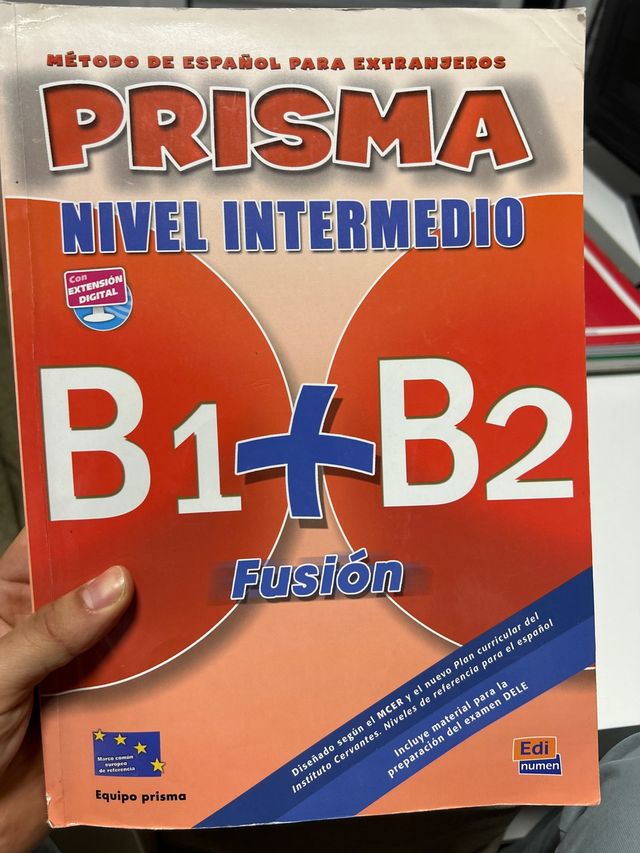 MÉTODO DE ESPAÑOL PARA EXTRANJEROS
PRISMA
NIVEL INTERMEDIO
Con
EXTENSIÓN
DIGITAL
B1+B2
Fusión
Diseñado según el MCER y el nuevo Plan curricular del
Instituto Cervantes. Niveles de referencia para el español
Incluye material para la
preparación del examen DELE
Marco común
europeo
de referencia
Equipo prisma
Edi
numen